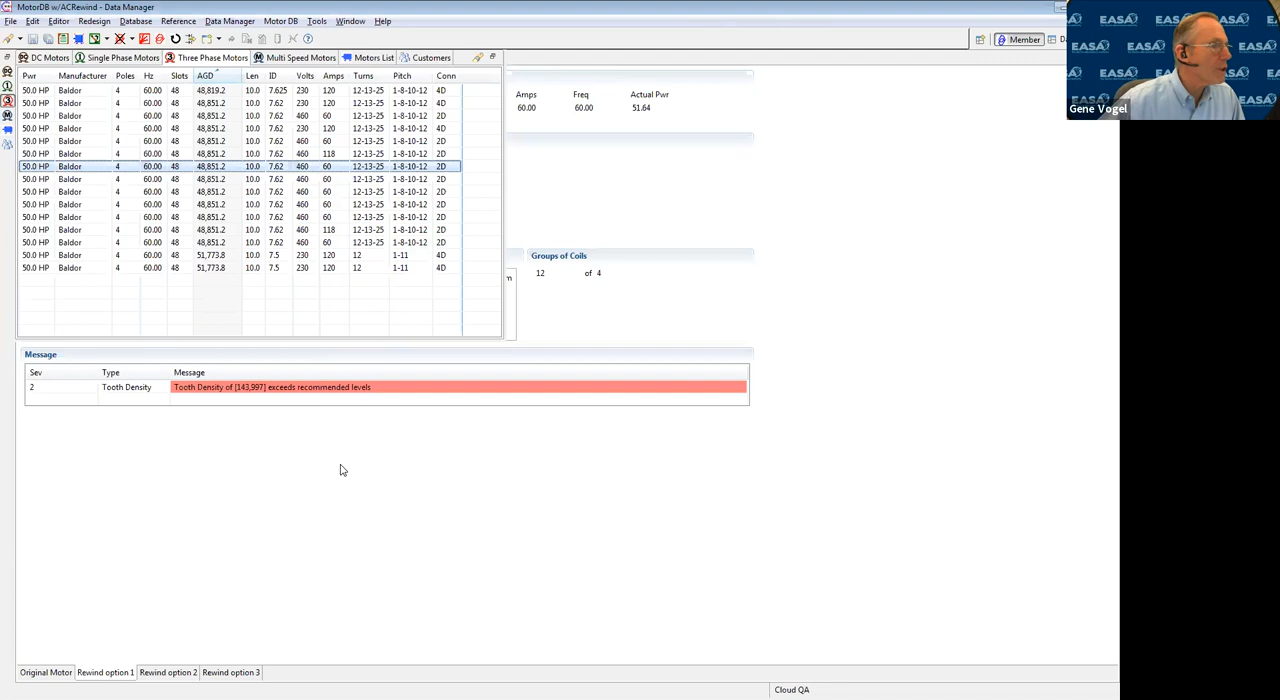 MotorDB w/ACRewind - Data Manager
File Edit Editor Redesign Database Reference Data Manager Motor DB Tools Window Help
Member
DC Motors Single Phase Motors Three Phase Motors Multi Speed Motors Motors List Customers
Pwr Manufacturer Poles Hz Slots AGD Len ID Volts Amps Turns Pitch Conn
50.0 HP Baldor 4 60.00 48 48,819.2 10.0 7.625 230 120 12-13-25 1-8-10-12 4D
50.0 HP Baldor 4 60.00 48 48,851.2 10.0 7.62 230 120 12-13-25 1-8-10-12 4D
50.0 HP Baldor 4 60.00 48 48,851.2 10.0 7.62 460 60 12-13-25 1-8-10-12 2D
50.0 HP Baldor 4 60.00 48 48,851.2 10.0 7.62 230 120 12-13-25 1-8-10-12 4D
50.0 HP Baldor 4 60.00 48 48,851.2 10.0 7.62 460 60 12-13-25 1-8-10-12 2D
50.0 HP Baldor 4 60.00 48 48,851.2 10.0 7.62 460 118 12-13-25 1-8-10-12 2D
50.0 HP Baldor 4 60.00 48 48,851.2 10.0 7.62 460 60 12-13-25 1-8-10-12 2D
50.0 HP Baldor 4 60.00 48 48,851.2 10.0 7.62 460 60 12-13-25 1-8-10-12 2D
50.0 HP Baldor 4 60.00 48 48,851.2 10.0 7.62 460 60 12-13-25 1-8-10-12 2D
50.0 HP Baldor 4 60.00 48 48,851.2 10.0 7.62 460 60 12-13-25 1-8-10-12 2D
50.0 HP Baldor 4 60.00 48 48,851.2 10.0 7.62 460 60 12-13-25 1-8-10-12 2D
50.0 HP Baldor 4 60.00 48 48,851.2 10.0 7.62 460 118 12-13-25 1-8-10-12 2D
50.0 HP Baldor 4 60.00 48 48,851.2 10.0 7.62 460 60 12-13-25 1-8-10-12 2D
50.0 HP Baldor 4 60.00 48 51,773.8 10.0 7.5 230 120 12 1-11 4D
50.0 HP Baldor 4 60.00 48 51,773.8 10.0 7.5 230 120 12 1-11 4D
Amps Freq Actual Pwr
60.00 60.00 51.64
Groups of Coils
12 of 4
Message
Sev Type Message
2 Tooth Density Tooth Density of [143,997] exceeds recommended levels
Original Motor Rewind option 1 Rewind option 2 Rewind option 3
Cloud QA
EASA EASA
EASA EASA
EASA EASA
Gene Vogel EASA